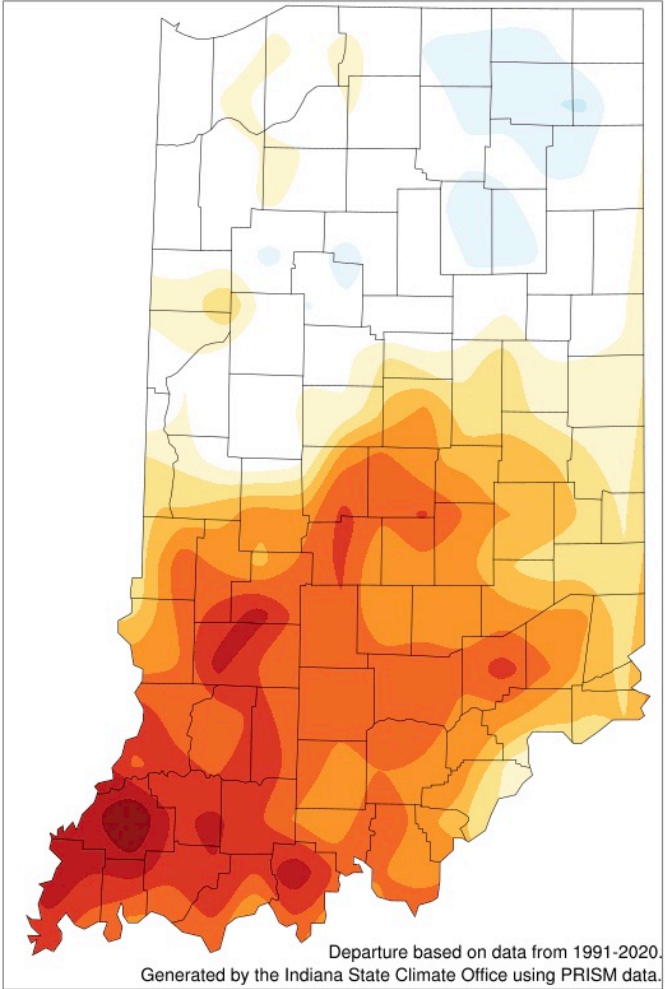 Departure based on data from 1991-2020.
Generated by the Indiana State Climate Office using PRISM data.